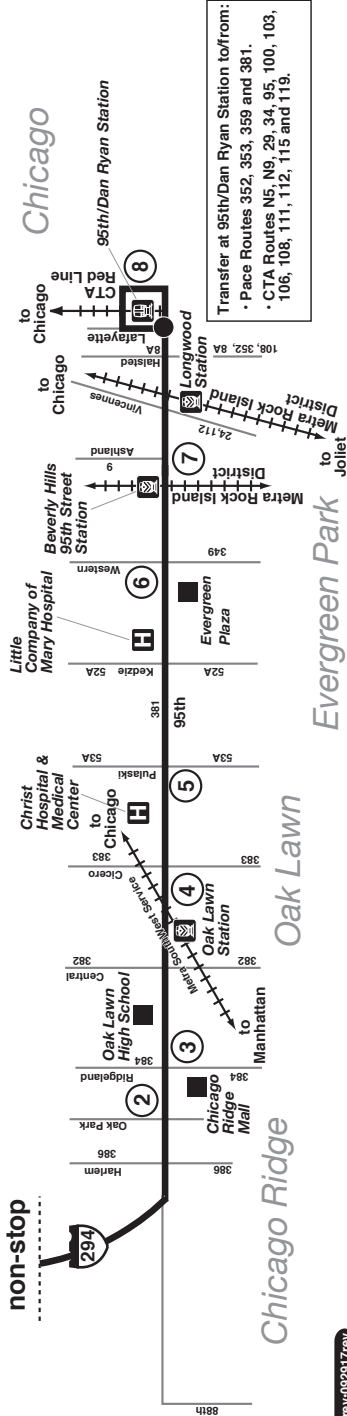 non-stop
294
88th
Chicago Ridge
Harlem
386
386
Oak Park
2
Ridgeland
384
384
Chicago
Ridge
Mall
3
Oak Lawn
High School
Central
382
382
to
Manhattan
Metra SouthWest Service
Oak Lawn
Station
4
Oak Lawn
Cicero
383
383
to
Chicago
Christ
Hospital &
Medical
Center
H
5
Pulaski
53A
53A
381
95th
Evergreen Park
Kedzie
52A
52A
Little
Company of
Mary Hospital
H
Evergreen
Plaza
6
Western
349
Beverly Hills
95th Street
Station
Metra Rock Island
District
7
Ashland
9
Vincennes
24,112
to
Chicago
Longwood
Station
Metra Rock Island
District
to
Joliet
Halsted
8A
108, 352, 8A
Lafayette
to
Chicago
CTA
Red Line
8
95th/Dan Ryan Station
Chicago
Transfer at 95th/Dan Ryan Station to/from:
• Pace Routes 352, 353, 359 and 381.
• CTA Routes N5, N9, 29, 34, 95, 100, 103,
106, 108, 111, 112, 115 and 119.
rev:092917rev